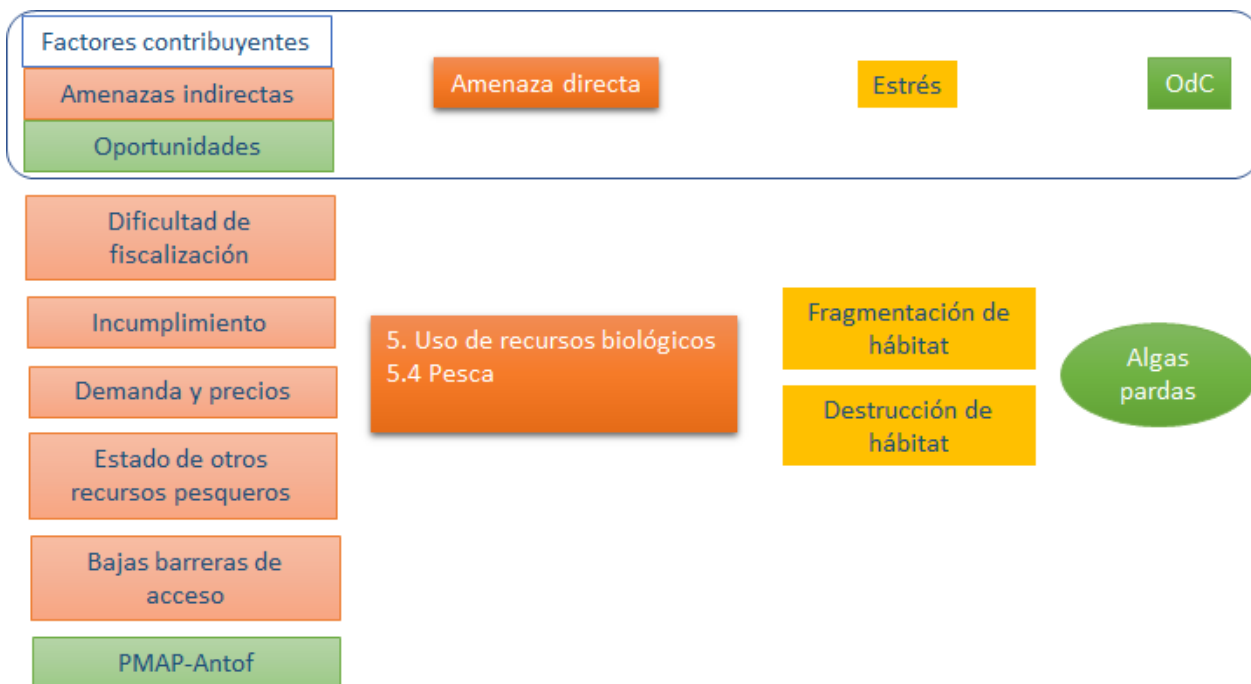 Factores contribuyentes
Amenazas indirectas
Oportunidades
Amenaza directa
Estrés
OdC
Dificultad de
fiscalización
Incumplimiento
Demanda y precios
Estado de otros
recursos pesqueros
Bajas barreras de
acceso
PMAP-Antof
5. Uso de recursos biológicos
5.4 Pesca
Fragmentación de
hábitat
Destrucción de
hábitat
Algas
pardas